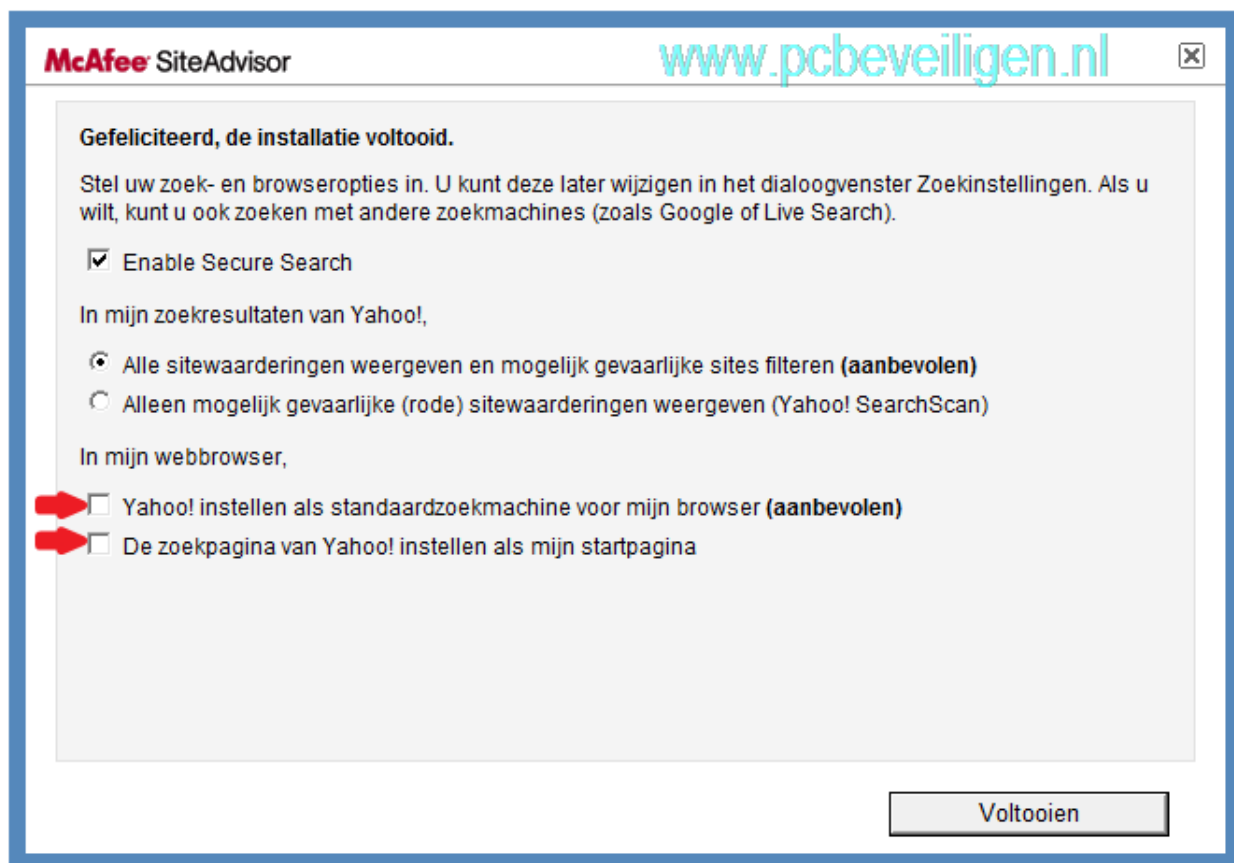 McAfee SiteAdvisor
www.pcbeveiligen.nl
Gefeliciteerd, de installatie voltooid.
Stel uw zoek- en browseropties in. U kunt deze later wijzigen in het dialoogvenster Zoekinstellingen. Als u
wilt, kunt u ook zoeken met andere zoekmachines (zoals Google of Live Search).
Enable Secure Search
In mijn zoekresultaten van Yahoo!,
Alle sitewaarderingen weergeven en mogelijk gevaarlijke sites filteren (aanbevolen)
Alleen mogelijk gevaarlijke (rode) sitewaarderingen weergeven (Yahoo! SearchScan)
In mijn webbrowser,
Yahoo! instellen als standaardzoekmachine voor mijn browser (aanbevolen)
De zoekpagina van Yahoo! instellen als mijn startpagina
Voltooien